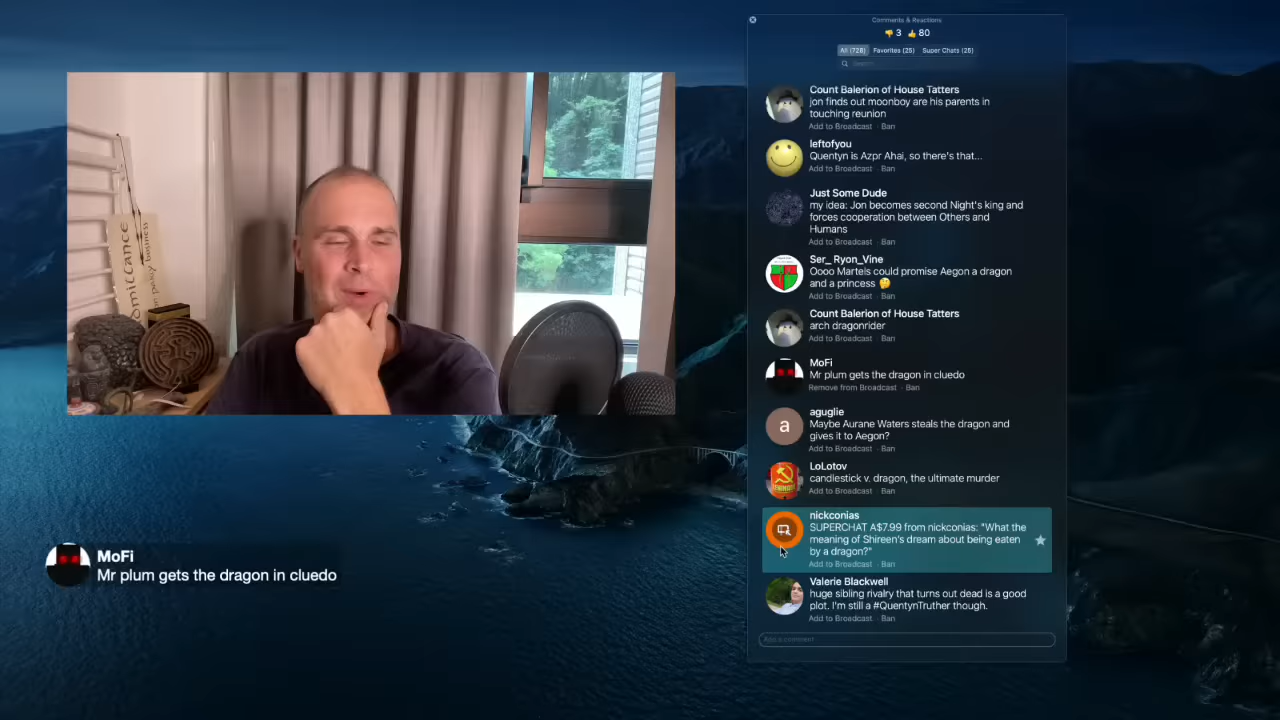 Comments & Reactions
👎 3 👍 80
All (728) Favorites (25) Super Chats (25)
Search
Count Balerion of House Tatters
jon finds out moonboy are his parents in
touching reunion
Add to Broadcast · Ban
leftofyou
Quentyn is Azpr Ahai, so there's that...
Add to Broadcast · Ban
Just Some Dude
my idea: Jon becomes second Night's king and
forces cooperation between Others and
Humans
Add to Broadcast · Ban
Ser_ Ryon_Vine
Oooo Martels could promise Aegon a dragon
and a princess 🤔
Add to Broadcast · Ban
Count Balerion of House Tatters
arch dragonrider
Add to Broadcast · Ban
MoFi
Mr plum gets the dragon in cluedo
Remove from Broadcast · Ban
a
aguglie
Maybe Aurane Waters steals the dragon and
gives it to Aegon?
Add to Broadcast · Ban
LoLotov
candlestick v. dragon, the ultimate murder
Add to Broadcast · Ban
nickconias
SUPERCHAT A$7.99 from nickconias: "What the
meaning of Shireen's dream about being eaten
by a dragon?"
Add to Broadcast · Ban
Valerie Blackwell
huge sibling rivalry that turns out dead is a good
plot. I'm still a #QuentynTruther though.
Add to Broadcast · Ban
Add a comment
MoFi
Mr plum gets the dragon in cluedo